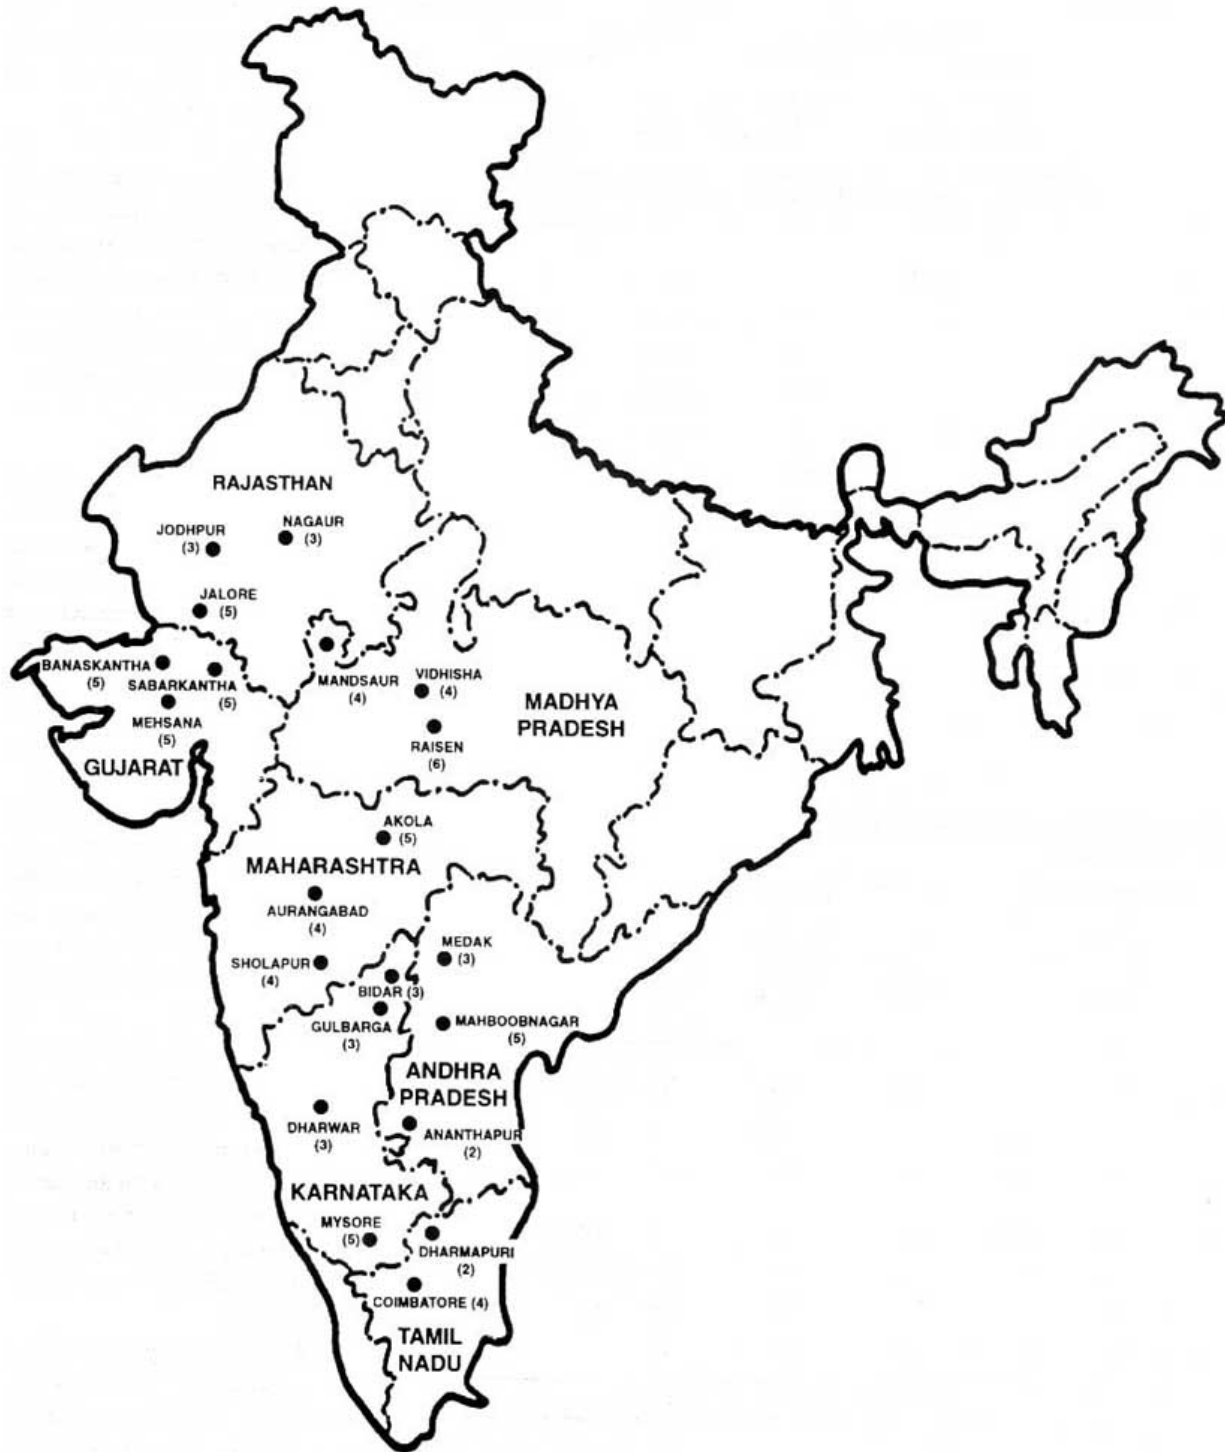 RAJASTHAN
JODHPUR
(3)
NAGAUR
(3)
JALORE
(5)
BANASKANTHA
(5)
SABARKANTHA
(5)
MEHSANA
(5)
GUJARAT
MANDSAUR
(4)
VIDHISHA
(4)
RAISEN
(6)
MADHYA
PRADESH
AKOLA
(5)
MAHARASHTRA
AURANGABAD
(4)
SHOLAPUR
(4)
MEDAK
(3)
BIDAR (3)
GULBARGA
(3)
MAHBOOBNAGAR
(5)
ANDHRA
PRADESH
DHARWAR
(3)
ANANTHAPUR
(2)
KARNATAKA
MYSORE
(5)
DHARMAPURI
(2)
COIMBATORE (4)
TAMIL
NADU